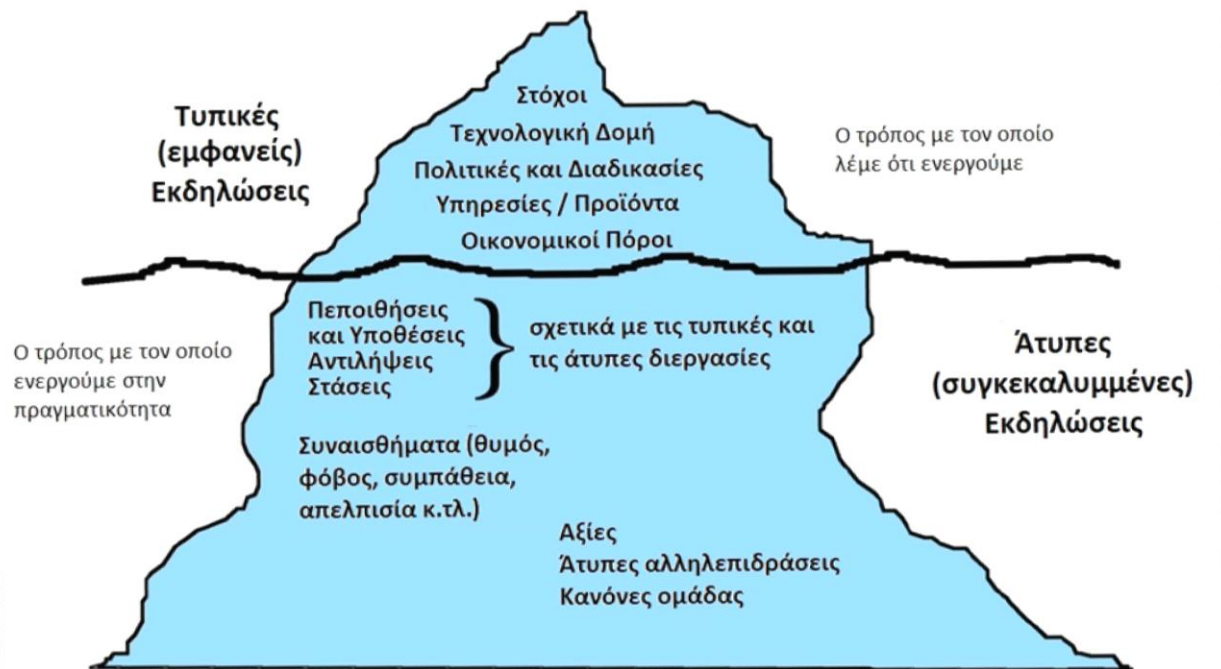 Τυπικές
(εμφανείς)
Εκδηλώσεις
Στόχοι
Τεχνολογική Δομή
Πολιτικές και Διαδικασίες
Υπηρεσίες / Προϊόντα
Οικονομικοί Πόροι
Ο τρόπος με τον οποίο
λέμε ότι ενεργούμε
Ο τρόπος με τον οποίο
ενεργούμε στην
πραγματικότητα
Πεποιθήσεις
και Υποθέσεις
Αντιλήψεις
Στάσεις
σχετικά με τις τυπικές και
τις άτυπες διεργασίες
Άτυπες
(συγκεκαλυμμένες)
Εκδηλώσεις
Συναισθήματα (θυμός,
φόβος, συμπάθεια,
απελπισία κ.τλ.)
Αξίες
Άτυπες αλληλεπιδράσεις
Κανόνες ομάδας